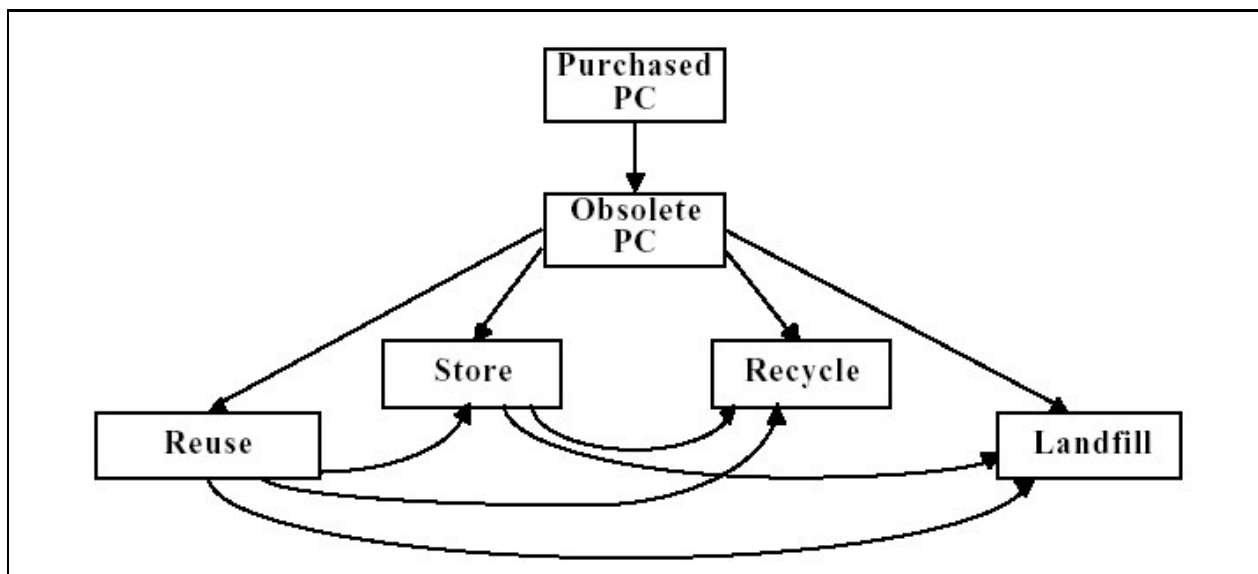 Purchased
PC
Obsolete
PC
Store
Recycle
Reuse
Landfill